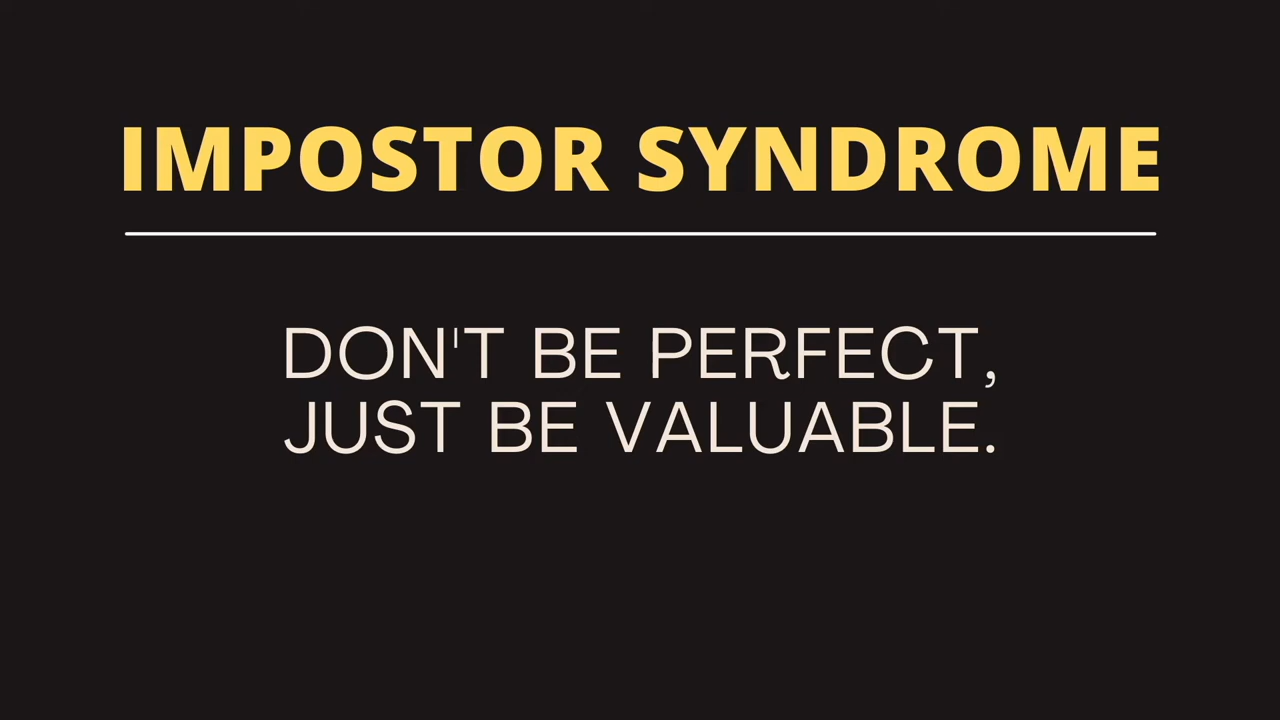 IMPOSTOR SYNDROME
DON'T BE PERFECT,
JUST BE VALUABLE.